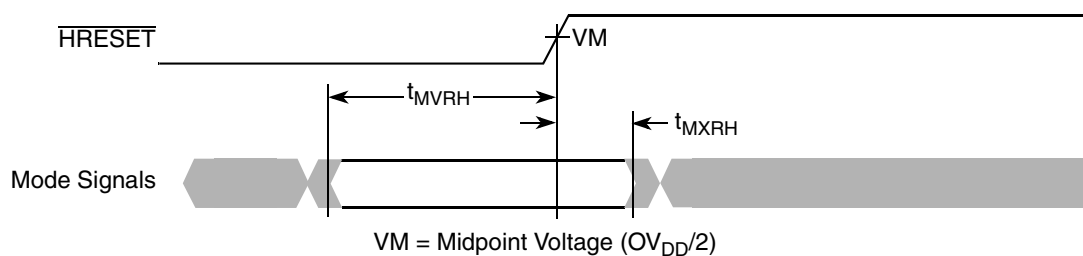 HRESET
VM
tMVRH
tMXRH
Mode Signals
VM = Midpoint Voltage (OVDD/2)